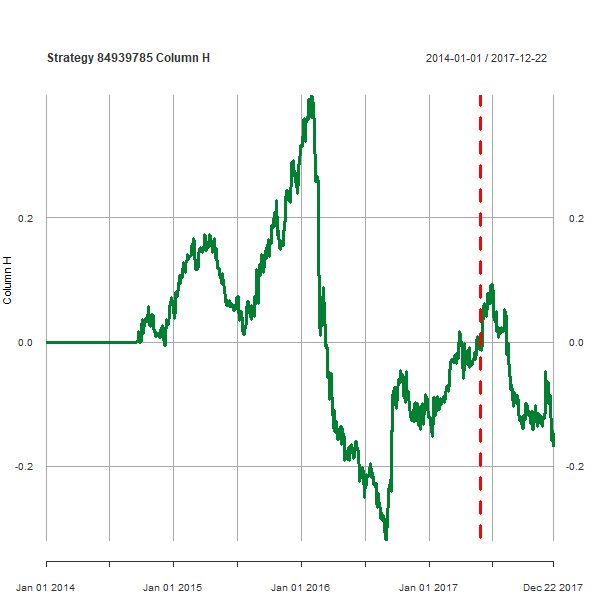 Strategy 84939785 Column H
2014-01-01 / 2017-12-22
0.2
0.0
-0.2
Column H
0.2
0.0
-0.2
Jan 01 2014
Jan 01 2015
Jan 01 2016
Jan 01 2017
Dec 22 2017